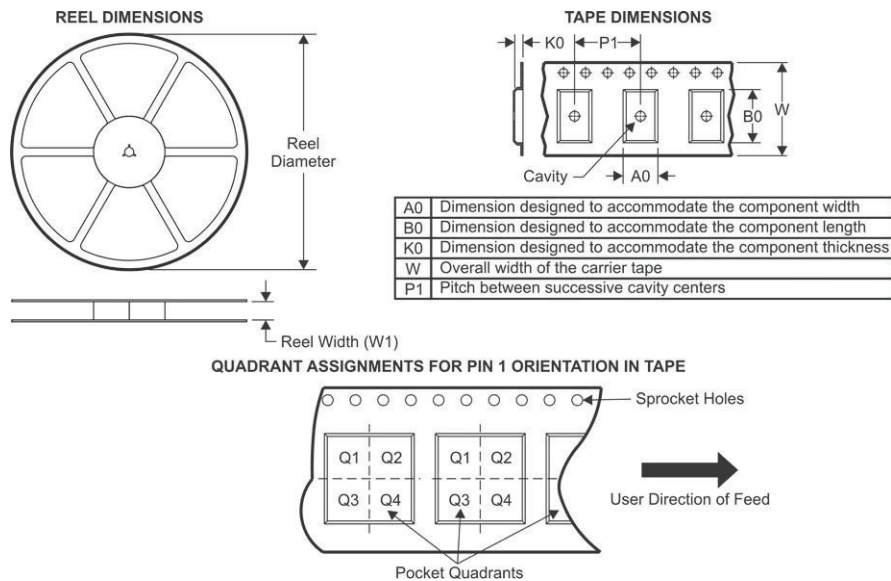 REEL DIMENSIONS
Reel
Diameter
Reel Width (W1)
TAPE DIMENSIONS
K0
P1
B0
W
Cavity
A0
A0 Dimension designed to accommodate the component width
B0 Dimension designed to accommodate the component length
K0 Dimension designed to accommodate the component thickness
W Overall width of the carrier tape
P1 Pitch between successive cavity centers
QUADRANT ASSIGNMENTS FOR PIN 1 ORIENTATION IN TAPE
Sprocket Holes
Q1 Q2 Q1 Q2
Q3 Q4 Q3 Q4
User Direction of Feed
Pocket Quadrants